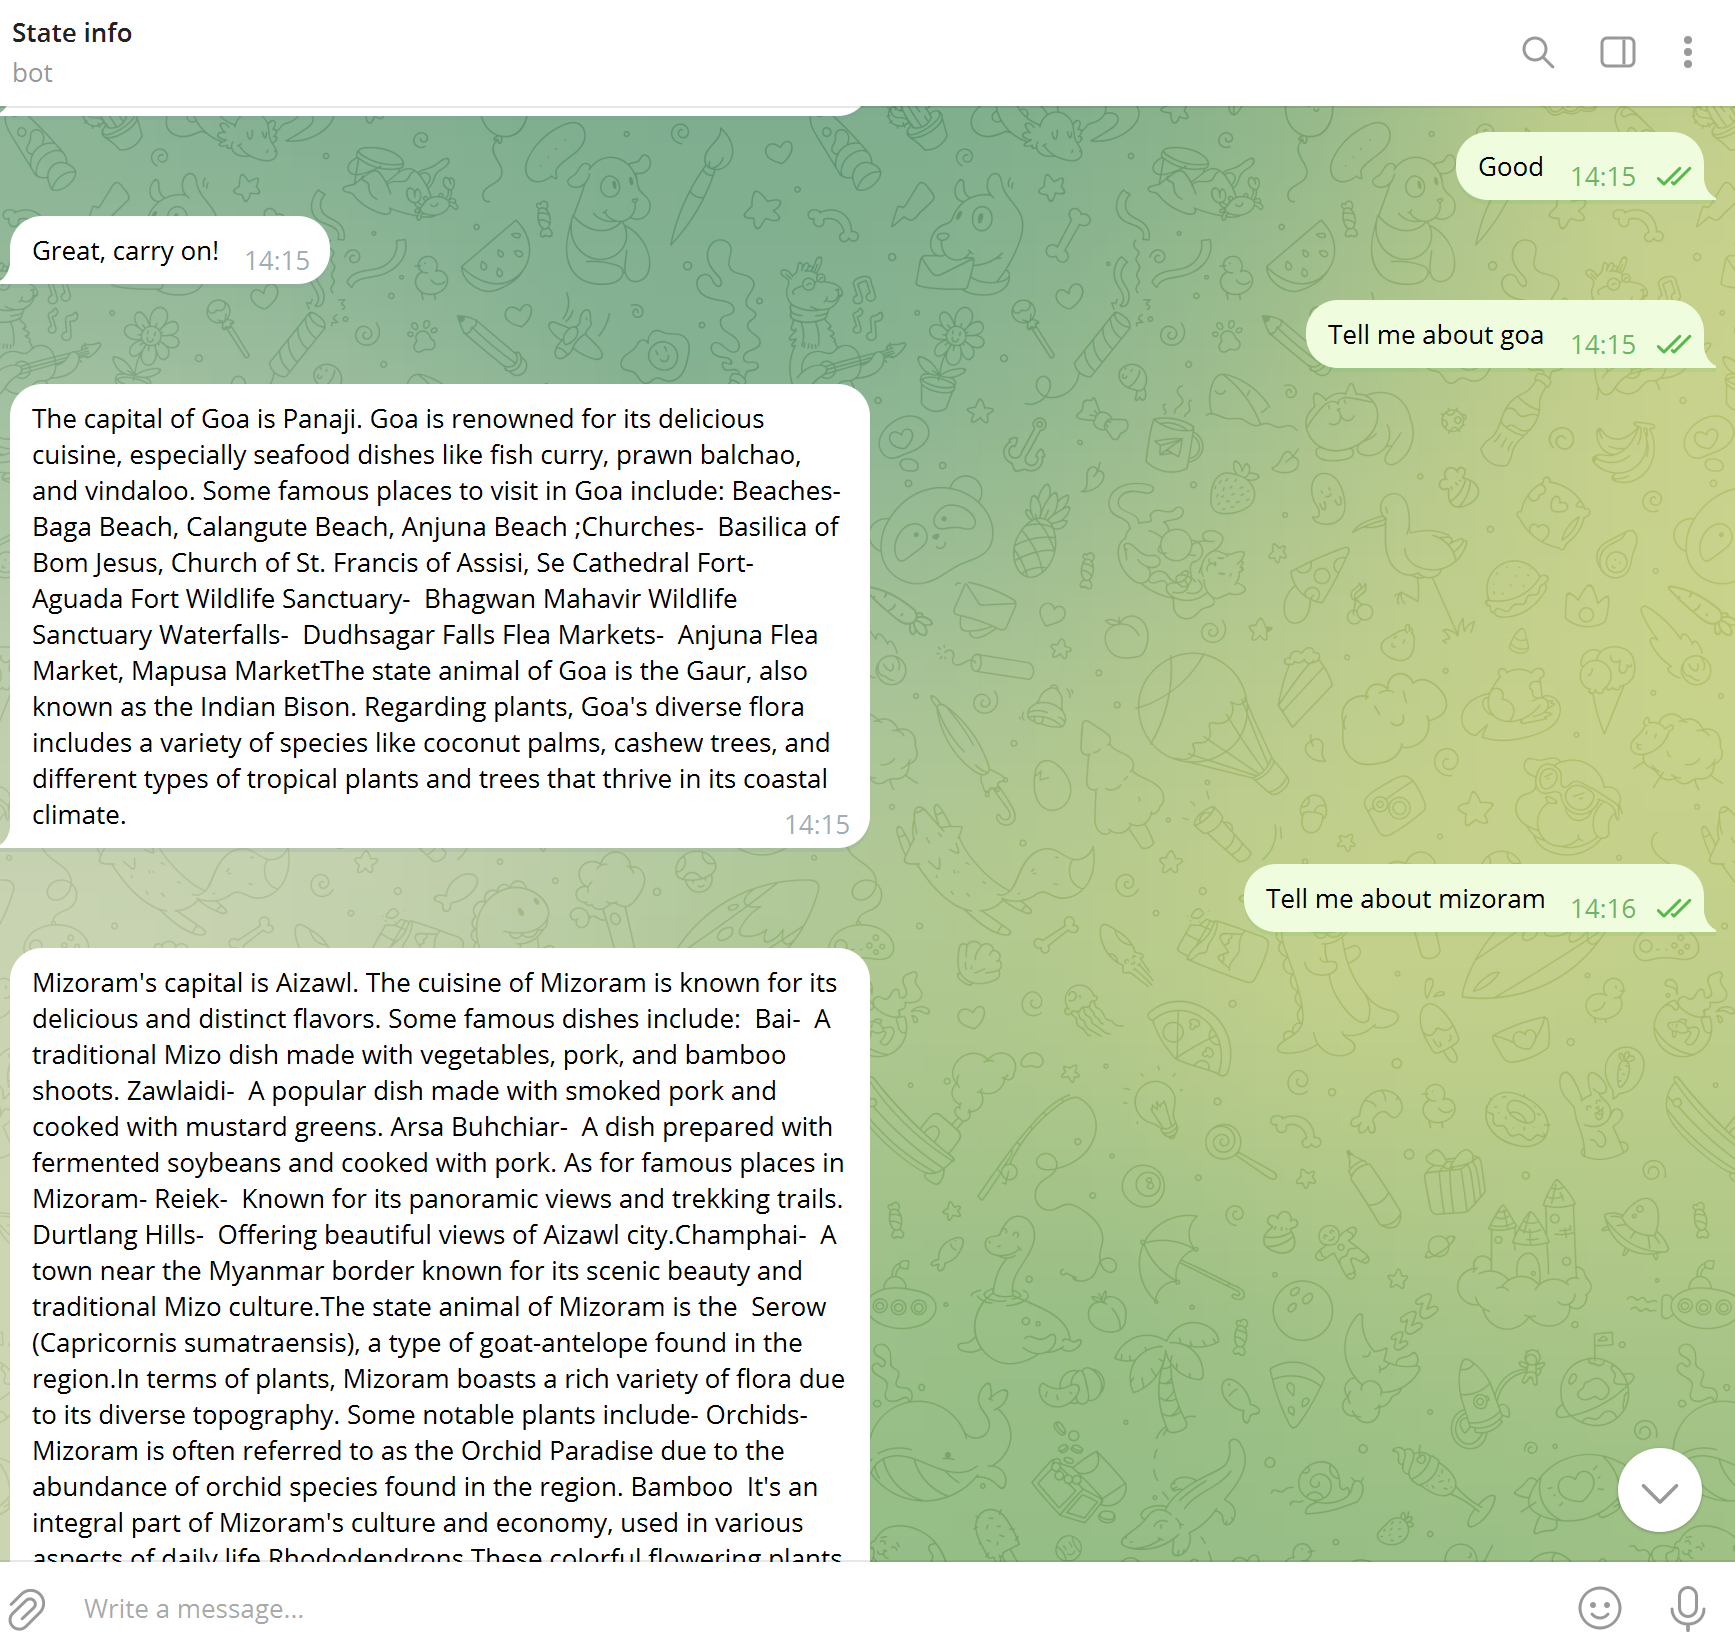 State info
bot
Good 14:15
Great, carry on! 14:15
Tell me about goa 14:15
The capital of Goa is Panaji. Goa is renowned for its delicious
cuisine, especially seafood dishes like fish curry, prawn balchao,
and vindaloo. Some famous places to visit in Goa include: Beaches-
Baga Beach, Calangute Beach, Anjuna Beach ;Churches-  Basilica of
Bom Jesus, Church of St. Francis of Assisi, Se Cathedral Fort-
Aguada Fort Wildlife Sanctuary-  Bhagwan Mahavir Wildlife
Sanctuary Waterfalls-  Dudhsagar Falls Flea Markets-  Anjuna Flea
Market, Mapusa MarketThe state animal of Goa is the Gaur, also
known as the Indian Bison. Regarding plants, Goa's diverse flora
includes a variety of species like coconut palms, cashew trees, and
different types of tropical plants and trees that thrive in its coastal
climate. 14:15
Tell me about mizoram 14:16
Mizoram's capital is Aizawl. The cuisine of Mizoram is known for its
delicious and distinct flavors. Some famous dishes include:  Bai-  A
traditional Mizo dish made with vegetables, pork, and bamboo
shoots. Zawlaidi-  A popular dish made with smoked pork and
cooked with mustard greens. Arsa Buhchiar-  A dish prepared with
fermented soybeans and cooked with pork. As for famous places in
Mizoram- Reiek-  Known for its panoramic views and trekking trails.
Durtlang Hills-  Offering beautiful views of Aizawl city.Champhai-  A
town near the Myanmar border known for its scenic beauty and
traditional Mizo culture.The state animal of Mizoram is the  Serow
(Capricornis sumatraensis), a type of goat-antelope found in the
region.In terms of plants, Mizoram boasts a rich variety of flora due
to its diverse topography. Some notable plants include- Orchids-
Mizoram is often referred to as the Orchid Paradise due to the
abundance of orchid species found in the region. Bamboo  It's an
integral part of Mizoram's culture and economy, used in various
aspects of daily life.Rhododendrons These colorful flowering plants
Write a message...